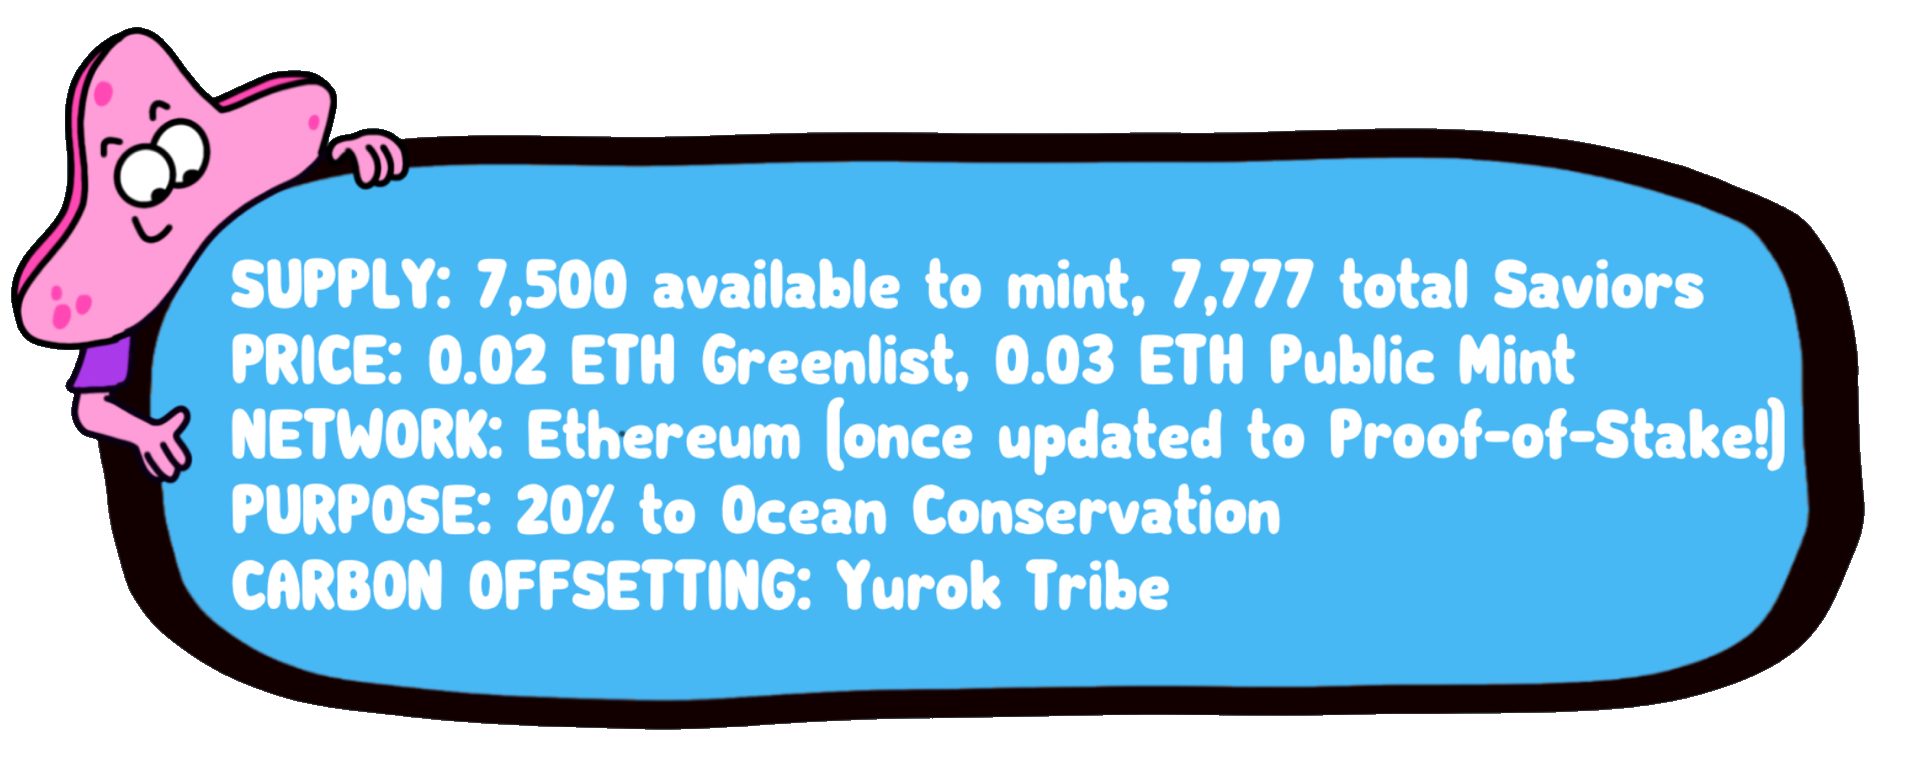 SUPPLY: 7,500 available to mint, 7,777 total Saviors
PRICE: 0.02 ETH Greenlist, 0.03 ETH Public Mint
NETWORK: Ethereum (once updated to Proof-of-Stake!)
PURPOSE: 20% to Ocean Conservation
CARBON OFFSETTING: Yurok Tribe